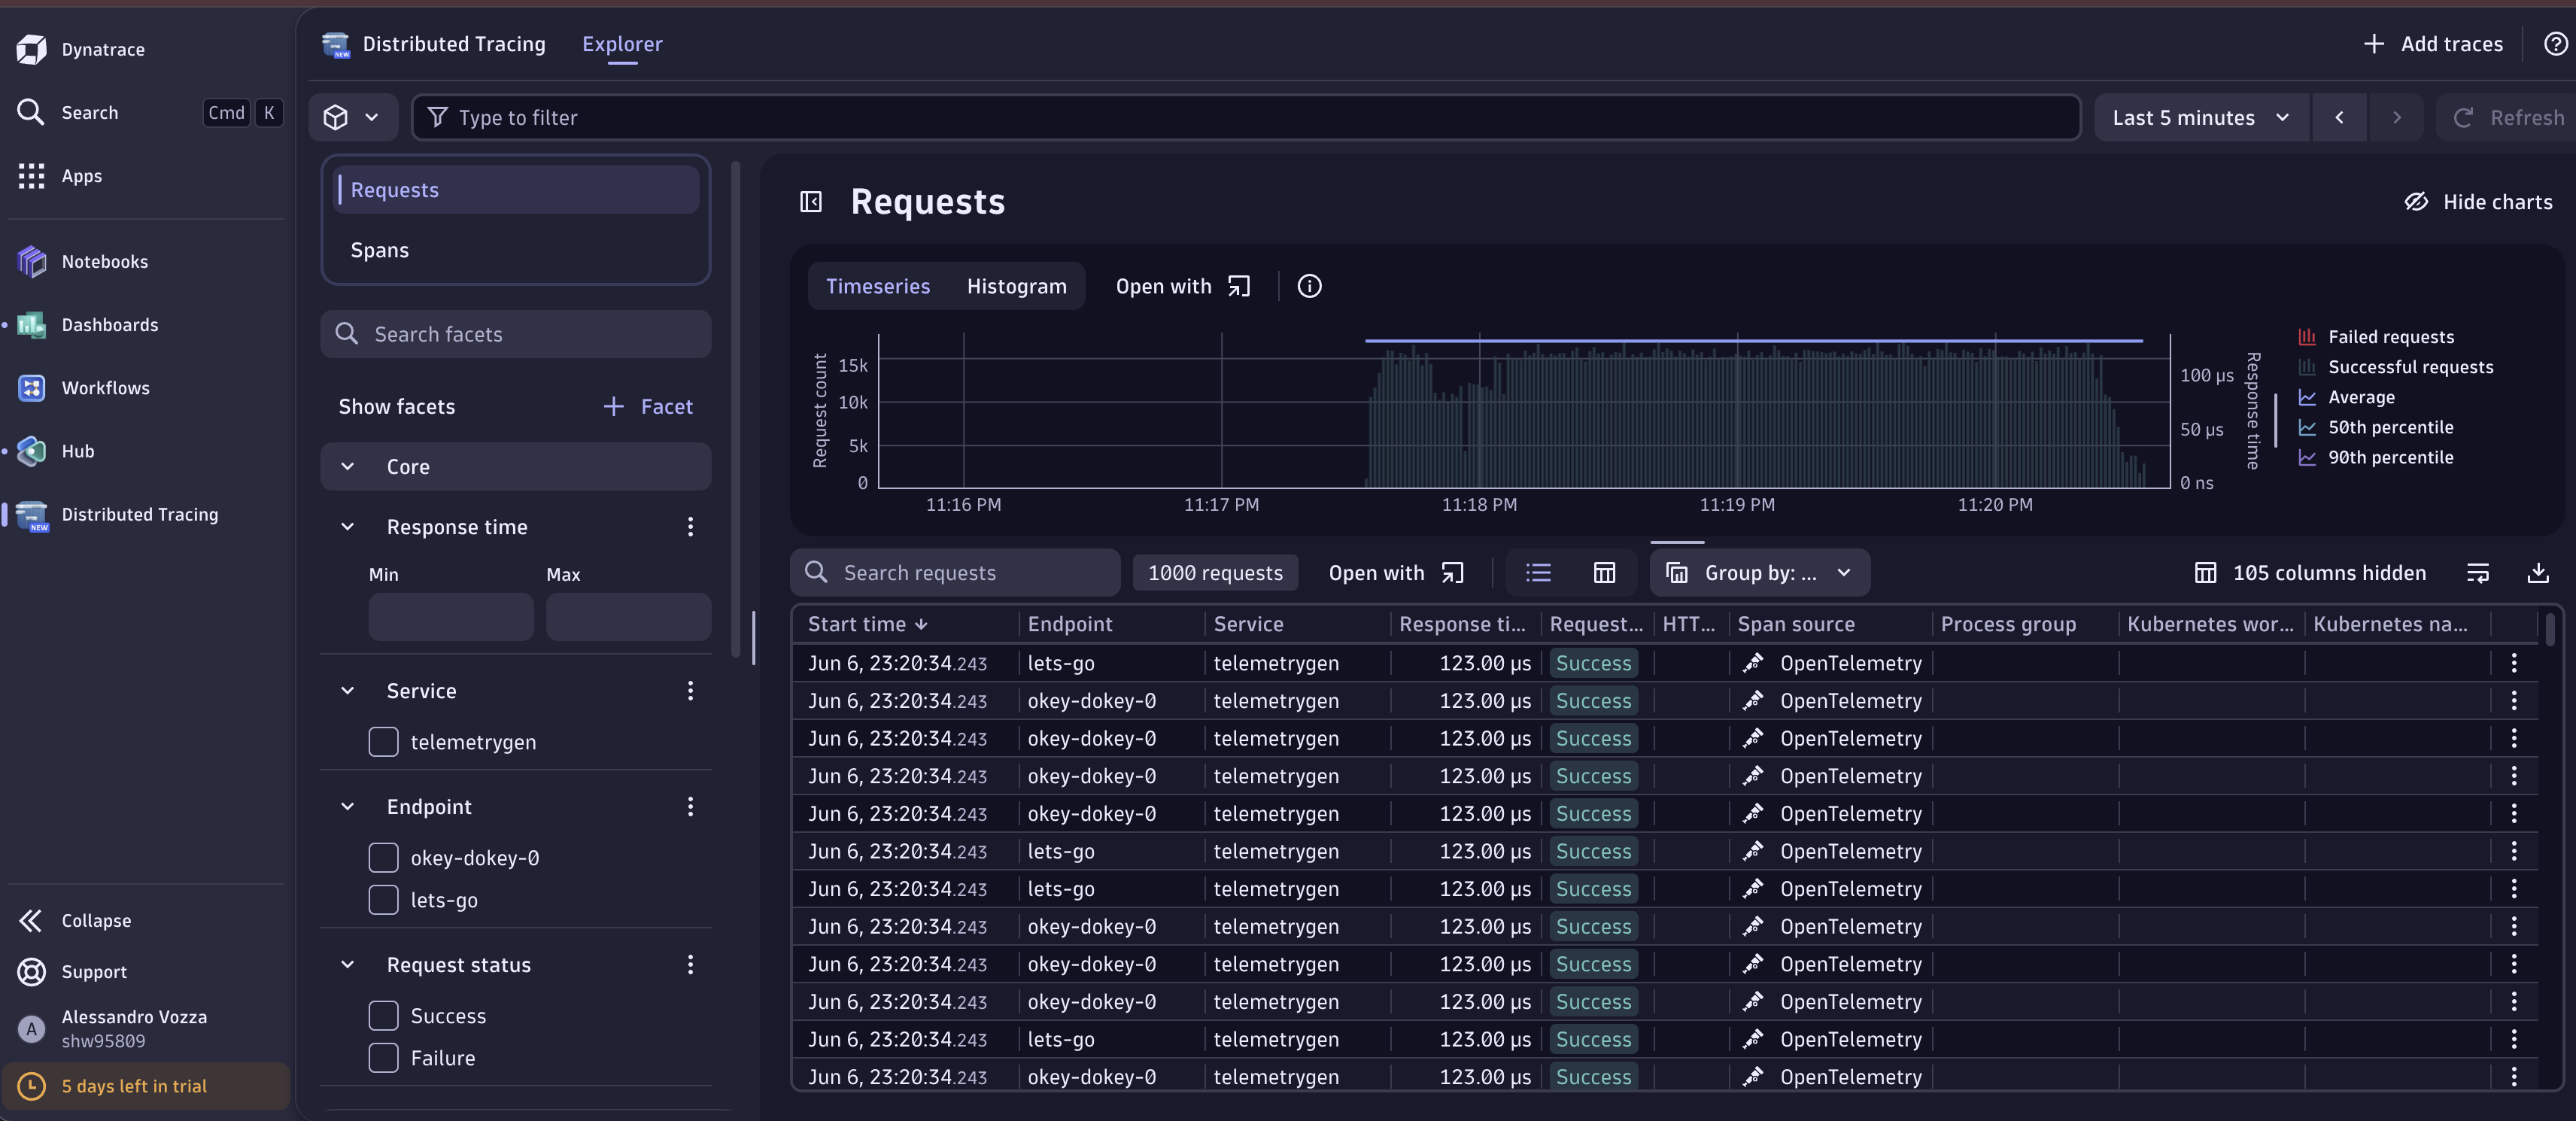 Dynatrace
Search Cmd K
Apps
Notebooks
Dashboards
Workflows
Hub
Distributed Tracing
NEW
Collapse
Support
A
Alessandro Vozza
shw95809
5 days left in trial
NEW
Distributed Tracing Explorer
Add traces
Type to filter
Last 5 minutes
Refresh
Requests
Spans
Search facets
Show facets
Facet
Core
Response time
Min Max
Service
telemetrygen
Endpoint
okey-dokey-0
lets-go
Request status
Success
Failure
Requests
Hide charts
Timeseries Histogram Open with
Request count
15k
10k
5k
0
11:16 PM 11:17 PM 11:18 PM 11:19 PM 11:20 PM
100 µs
50 µs
0 ns
Response time
Failed requests
Successful requests
Average
50th percentile
90th percentile
Search requests 1000 requests Open with Group by: ... 105 columns hidden
Start time Endpoint Service Response ti... Request... HTT... Span source Process group Kubernetes wor... Kubernetes na...
Jun 6, 23:20:34.243 lets-go telemetrygen 123.00 µs Success OpenTelemetry
Jun 6, 23:20:34.243 okey-dokey-0 telemetrygen 123.00 µs Success OpenTelemetry
Jun 6, 23:20:34.243 okey-dokey-0 telemetrygen 123.00 µs Success OpenTelemetry
Jun 6, 23:20:34.243 okey-dokey-0 telemetrygen 123.00 µs Success OpenTelemetry
Jun 6, 23:20:34.243 okey-dokey-0 telemetrygen 123.00 µs Success OpenTelemetry
Jun 6, 23:20:34.243 lets-go telemetrygen 123.00 µs Success OpenTelemetry
Jun 6, 23:20:34.243 lets-go telemetrygen 123.00 µs Success OpenTelemetry
Jun 6, 23:20:34.243 okey-dokey-0 telemetrygen 123.00 µs Success OpenTelemetry
Jun 6, 23:20:34.243 okey-dokey-0 telemetrygen 123.00 µs Success OpenTelemetry
Jun 6, 23:20:34.243 okey-dokey-0 telemetrygen 123.00 µs Success OpenTelemetry
Jun 6, 23:20:34.243 lets-go telemetrygen 123.00 µs Success OpenTelemetry
Jun 6, 23:20:34.243 okey-dokey-0 telemetrygen 123.00 µs Success OpenTelemetry